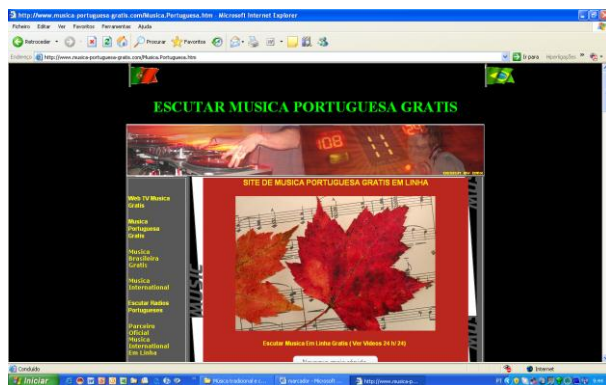 http://www.musica-portuguesa-gratis.com/Musica.Portuguesa.htm - Microsoft Internet Explorer
Ficheiro Editar Ver Favoritos Ferramentas Ajuda
Retroceder Procurar Favoritos
Endereço http://www.musica-portuguesa-gratis.com/Musica.Portuguesa.htm Ir para Hiperligações
ESCUTAR MUSICA PORTUGUESA GRATIS
108
SITE DE MUSICA PORTUGUESA GRATIS EM LINHA
Web TV Musica
Gratis
Musica
Portuguesa
Gratis
Musica
Brasileira
Gratis
Musica
International
Escutar Radios
Portugueses
Parceiro
Oficial
Musica
International
Em Linha
MUSIC
Escutar Musica Em Linha Gratis ( Ver Videos 24 h/ 24)
Concluído Internet
Iniciar